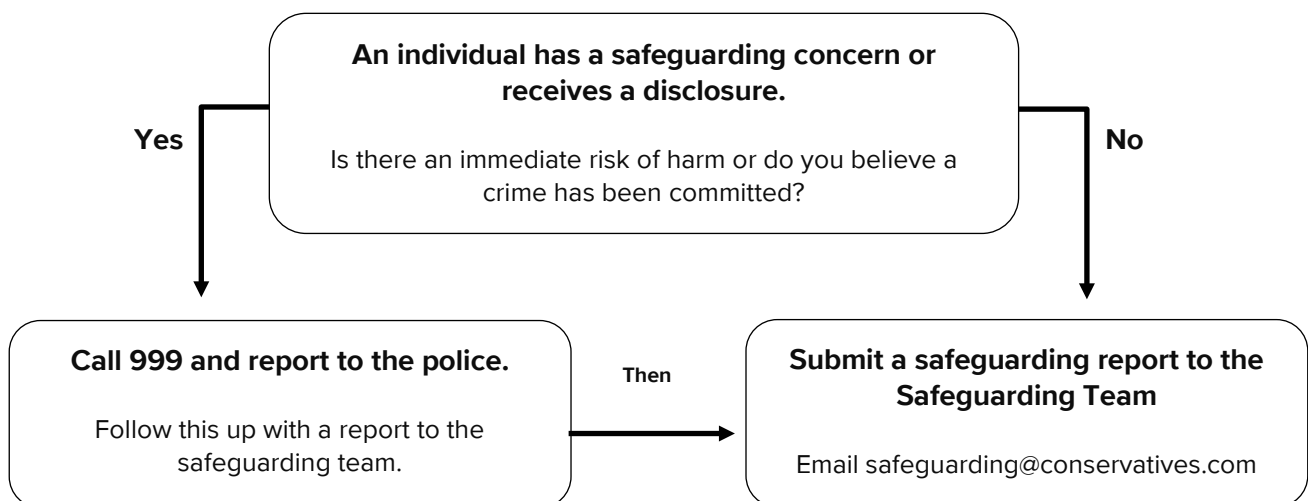 An individual has a safeguarding concern or
receives a disclosure.
Is there an immediate risk of harm or do you believe a
crime has been committed?
Yes
No
Call 999 and report to the police.
Follow this up with a report to the
safeguarding team.
Then
Submit a safeguarding report to the
Safeguarding Team
Email safeguarding@conservatives.com